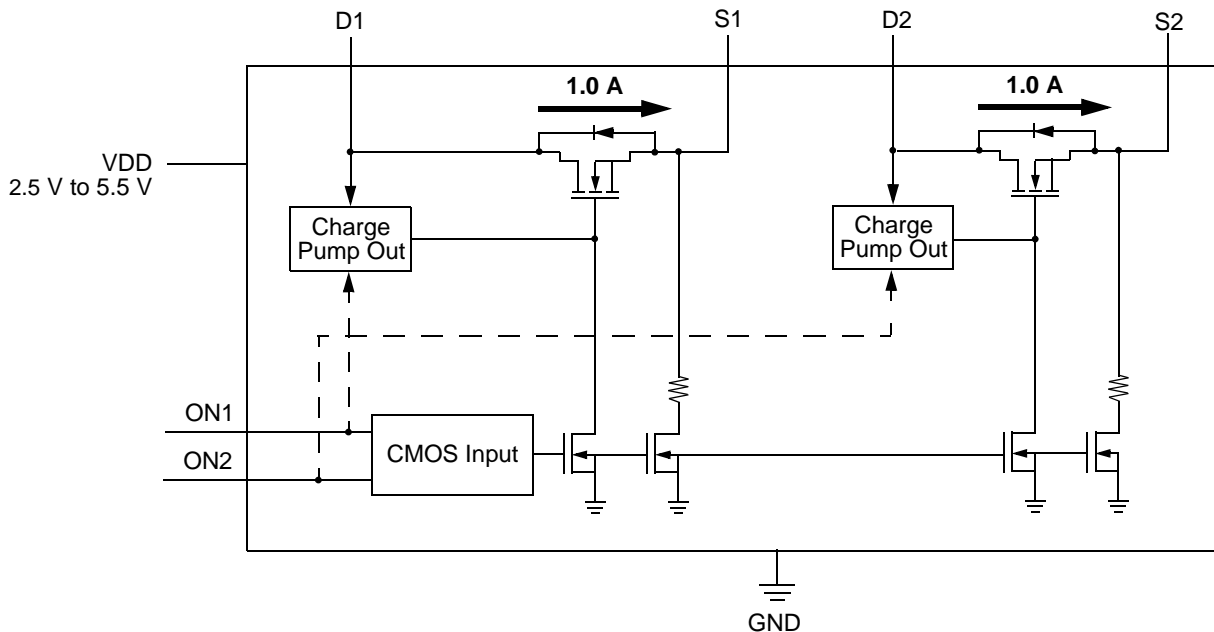 D1
S1
D2
S2
1.0 A
1.0 A
VDD
2.5 V to 5.5 V
Charge
Pump Out
Charge
Pump Out
ON1
ON2
CMOS Input
GND